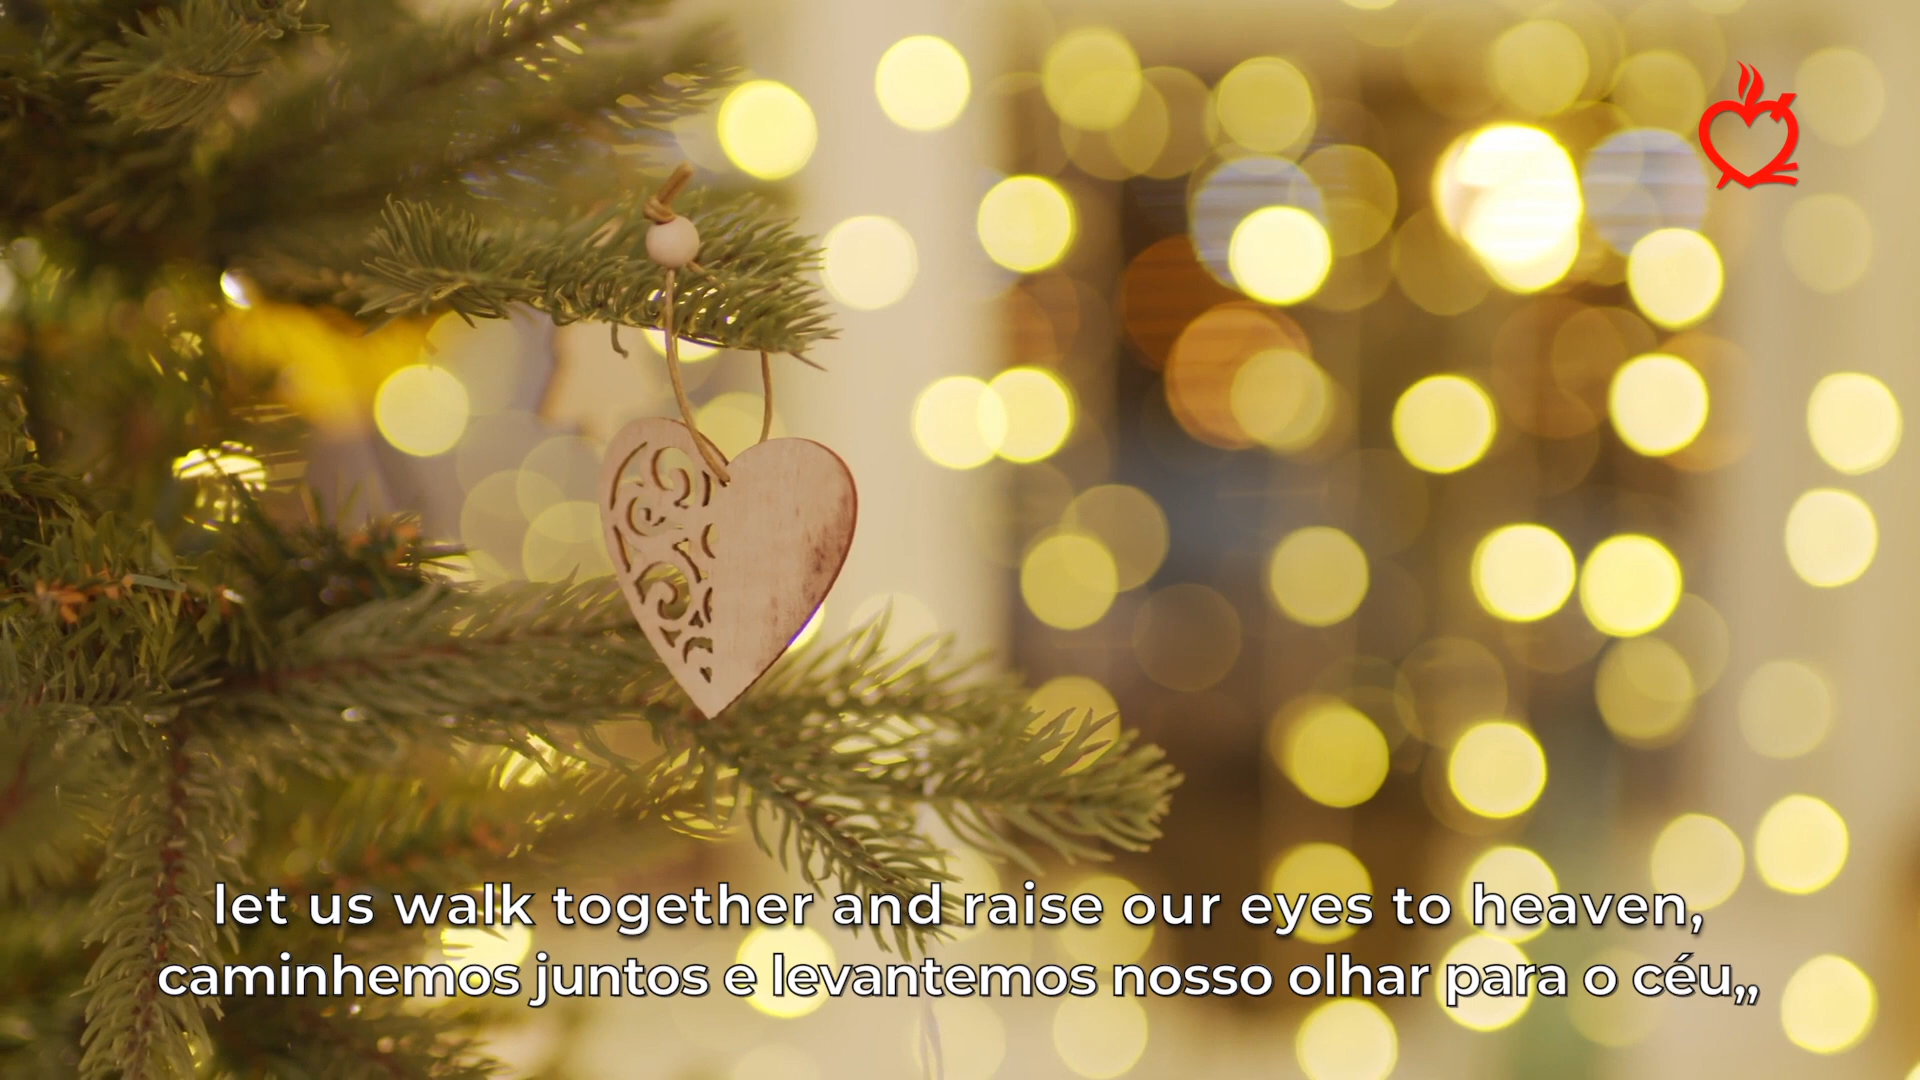 let us walk together and raise our eyes to heaven,
caminhemos juntos e levantemos nosso olhar para o céu,,